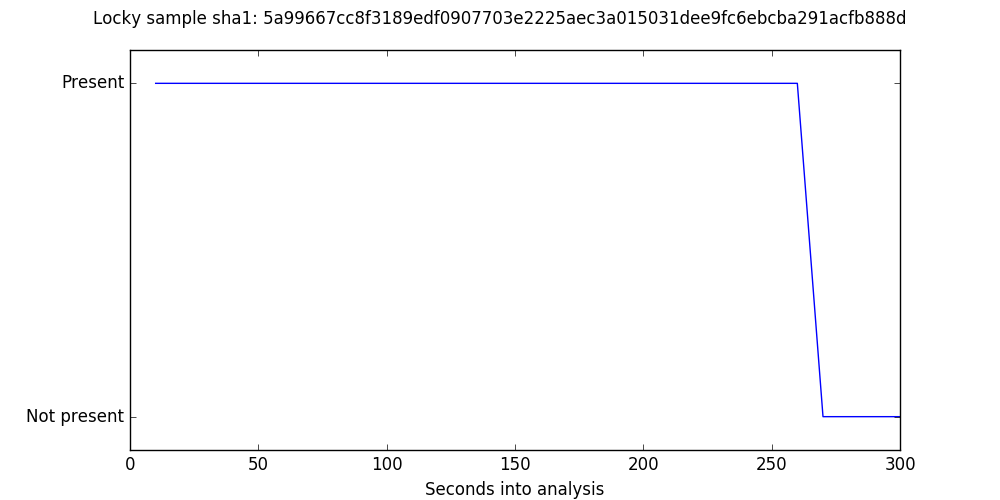 Locky sample sha1: 5a99667cc8f3189edf0907703e2225aec3a015031dee9fc6ebcba291acfb888d
Present
Not present
0 50 100 150 200 250 300
Seconds into analysis